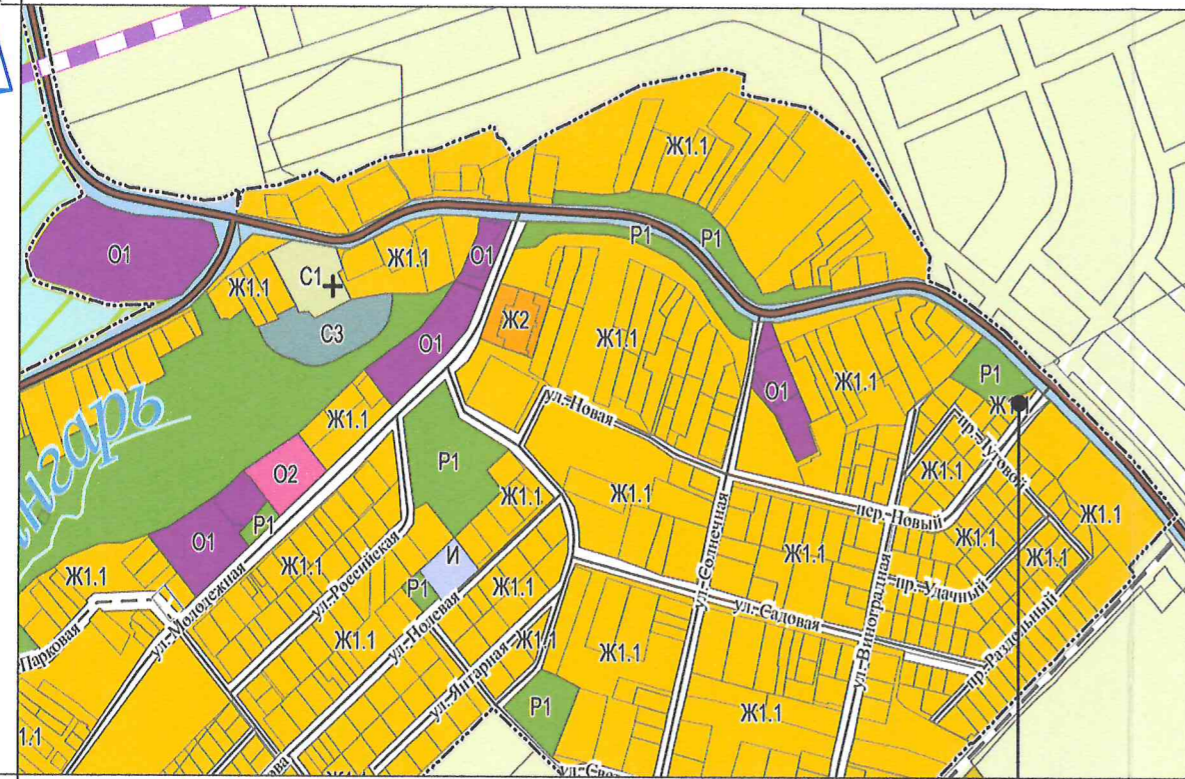 Ж1.1
О1
С1
Ж1.1
Ж1.1
О1
Р1
Р1
С3
О1
Ж2
Ж1.1
О1
Ж1.1
Р1
ул. Новая
Ж1.1
пр. Луговой
Ж1.1
О2
Р1
Ж1.1
Ж1.1
Ж1.1
О1
Р1
пер. Новый
Ж1.1
Ж1.1
Ж1.1
Ж1.1
И
Ж1.1
Ж1.1
Р1
ул. Молодежная
ул. Российская
ул. Полевая
ул. Янтарная
ул. Солнечная
ул. Садовая
ул. Виноградная
пр. Удачный
пр. Раздольный
Парковая
Ж1.1
Ж1.1
Ж1.1
Р1
Ж1.1
1.1
Ж1.1